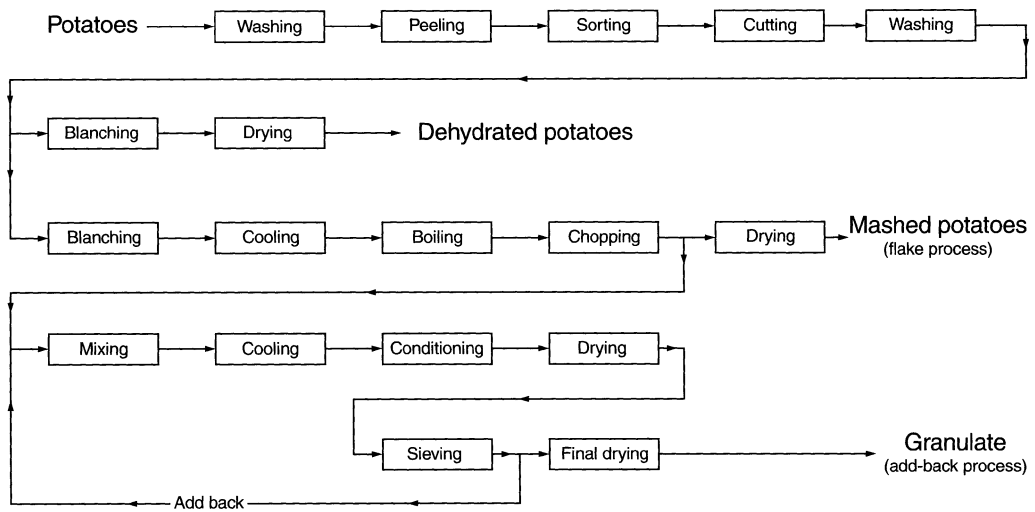 Potatoes
Washing
Peeling
Sorting
Cutting
Washing
Blanching
Drying
Dehydrated potatoes
Blanching
Cooling
Boiling
Chopping
Drying
Mashed potatoes
(flake process)
Mixing
Cooling
Conditioning
Drying
Sieving
Final drying
Granulate
(add-back process)
Add back